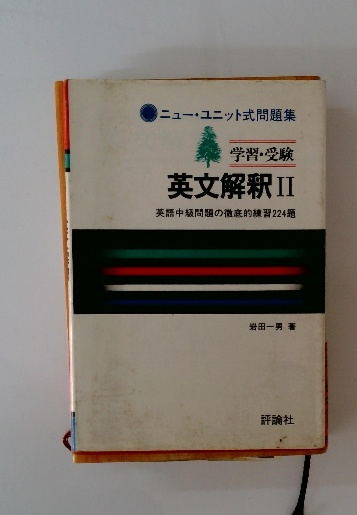 ニュー・ユニット式問題集
学習・受験
英文解釈 II
英語中級問題の徹底的練習224題
岩田一男 著
評論社